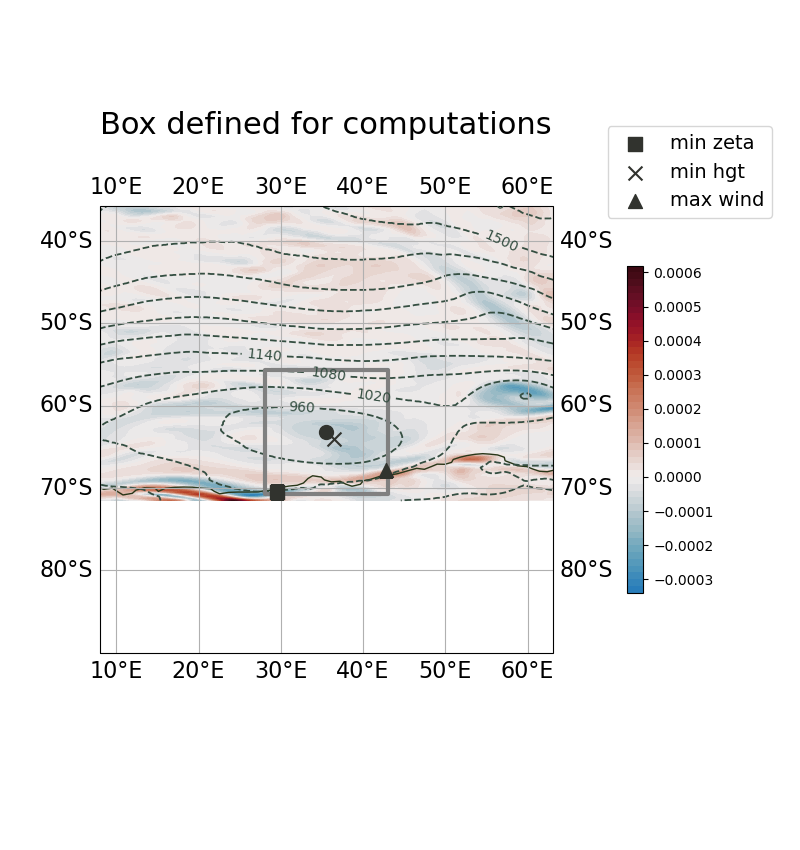 Box defined for computations
min zeta
min hgt
max wind
10°E 20°E 30°E 40°E 50°E 60°E
40°S 40°S
50°S 50°S
60°S 60°S
70°S 70°S
80°S 80°S
1500
1140
1080
1020
960
10°E 20°E 30°E 40°E 50°E 60°E
0.0006
0.0005
0.0004
0.0003
0.0002
0.0001
0.0000
−0.0001
−0.0002
−0.0003